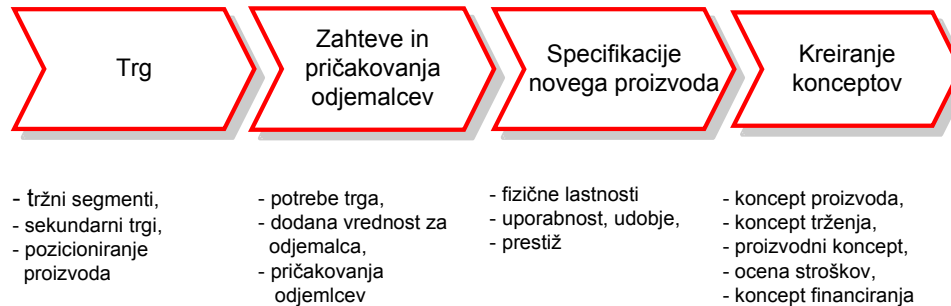 Trg
Zahteve in
pričakovanja
odjemalcev
Specifikacije
novega proizvoda
Kreiranje
konceptov
- tržni segmenti,
- sekundarni trgi,
- pozicioniranje
proizvoda
- potrebe trga,
- dodana vrednost za
odjemalca,
- pričakovanja
odjemlcev
- fizične lastnosti
- uporabnost, udobje,
- prestiž
- koncept proizvoda,
- koncept trženja,
- proizvodni koncept,
- ocena stroškov,
- koncept financiranja